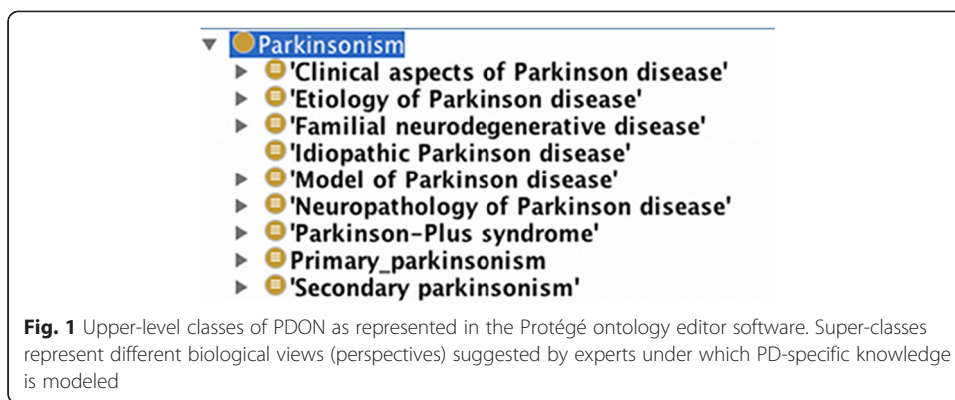 Parkinsonism
'Clinical aspects of Parkinson disease'
'Etiology of Parkinson disease'
'Familial neurodegenerative disease'
'Idiopathic Parkinson disease'
'Model of Parkinson disease'
'Neuropathology of Parkinson disease'
'Parkinson-Plus syndrome'
Primary_parkinsonism
'Secondary parkinsonism'
Fig. 1 Upper-level classes of PDON as represented in the Protégé ontology editor software. Super-classes
represent different biological views (perspectives) suggested by experts under which PD-specific knowledge
is modeled